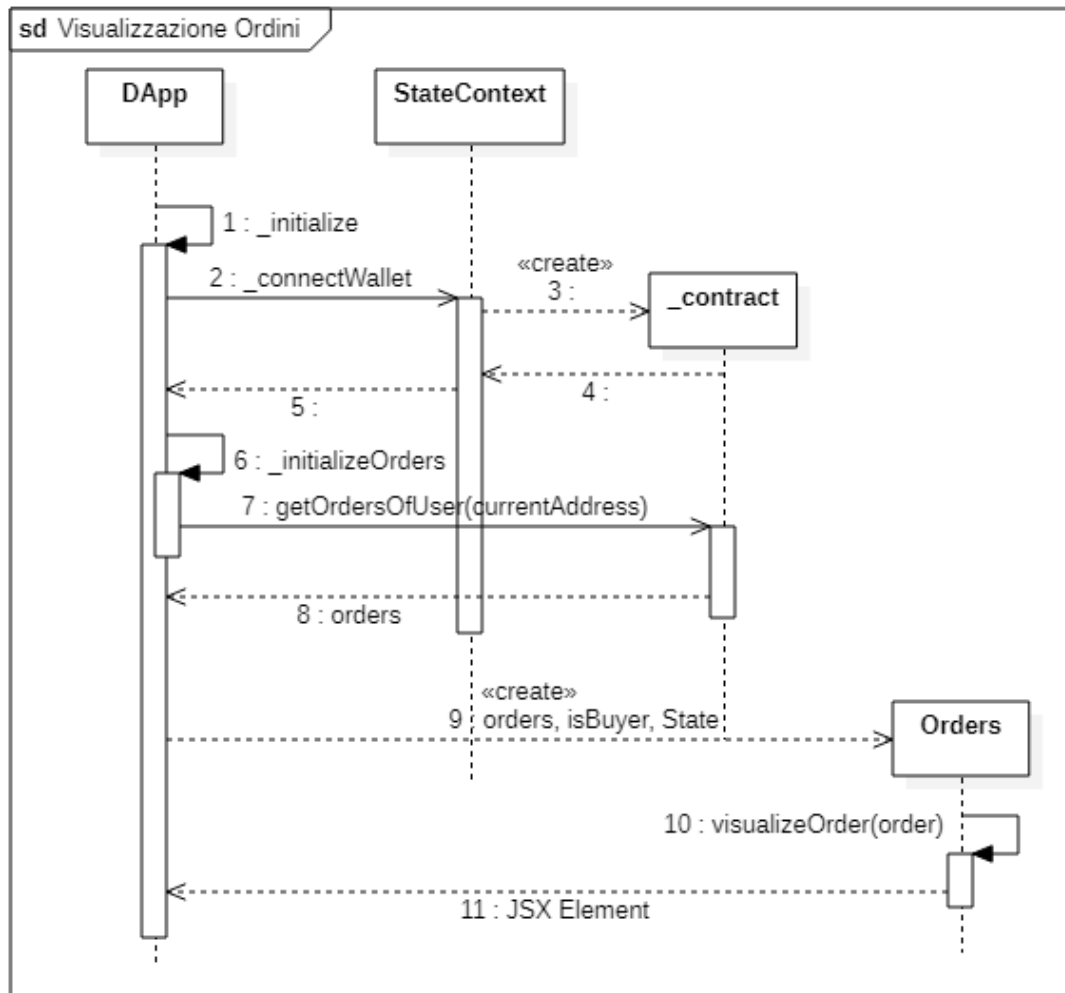 sd Visualizzazione Ordini
DApp
StateContext
1 : _initialize
2 : _connectWallet
«create»
3 :
_contract
4 :
5 :
6 : _initializeOrders
7 : getOrdersOfUser(currentAddress)
8 : orders
«create»
9 : orders, isBuyer, State
Orders
10 : visualizeOrder(order)
11 : JSX Element